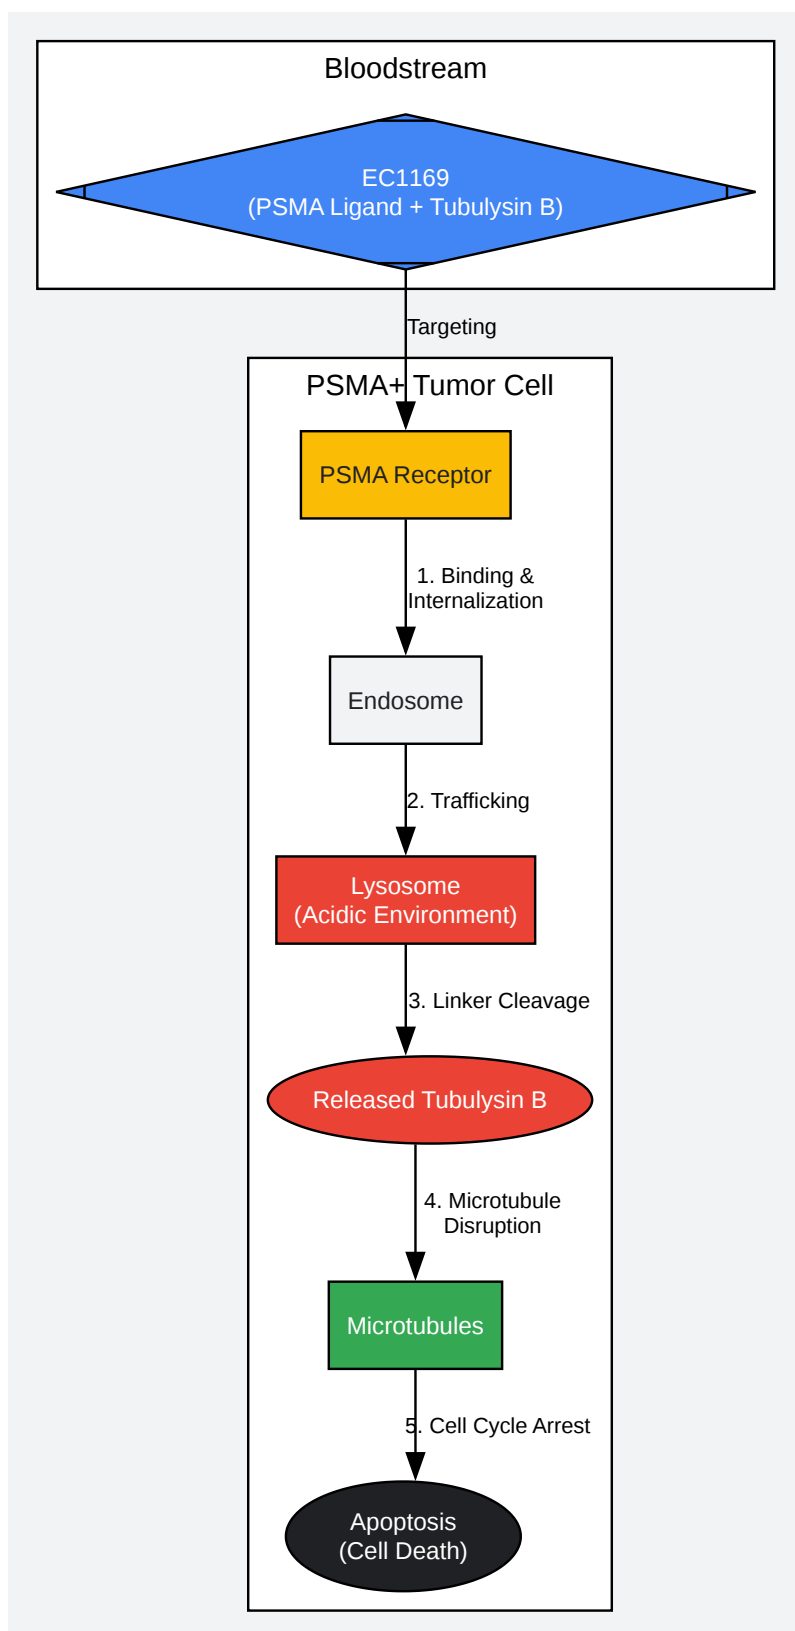 Bloodstream
EC1169
(PSMA Ligand + Tubulysin B)
Targeting
PSMA+ Tumor Cell
PSMA Receptor
1. Binding &
Internalization
Endosome
2. Trafficking
Lysosome
(Acidic Environment)
3. Linker Cleavage
Released Tubulysin B
4. Microtubule
Disruption
Microtubules
5. Cell Cycle Arrest
Apoptosis
(Cell Death)